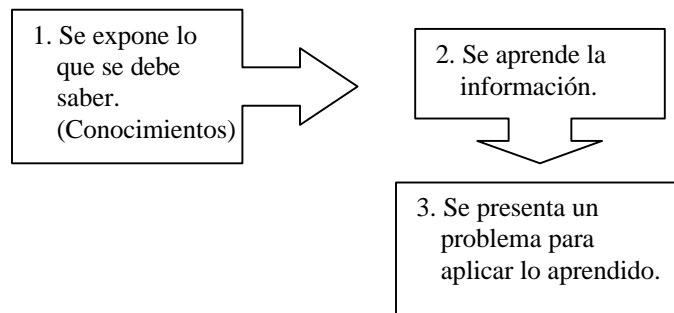 1. Se expone lo
que se debe
saber.
(Conocimientos)
2. Se aprende la
información.
3. Se presenta un
problema para
aplicar lo aprendido.